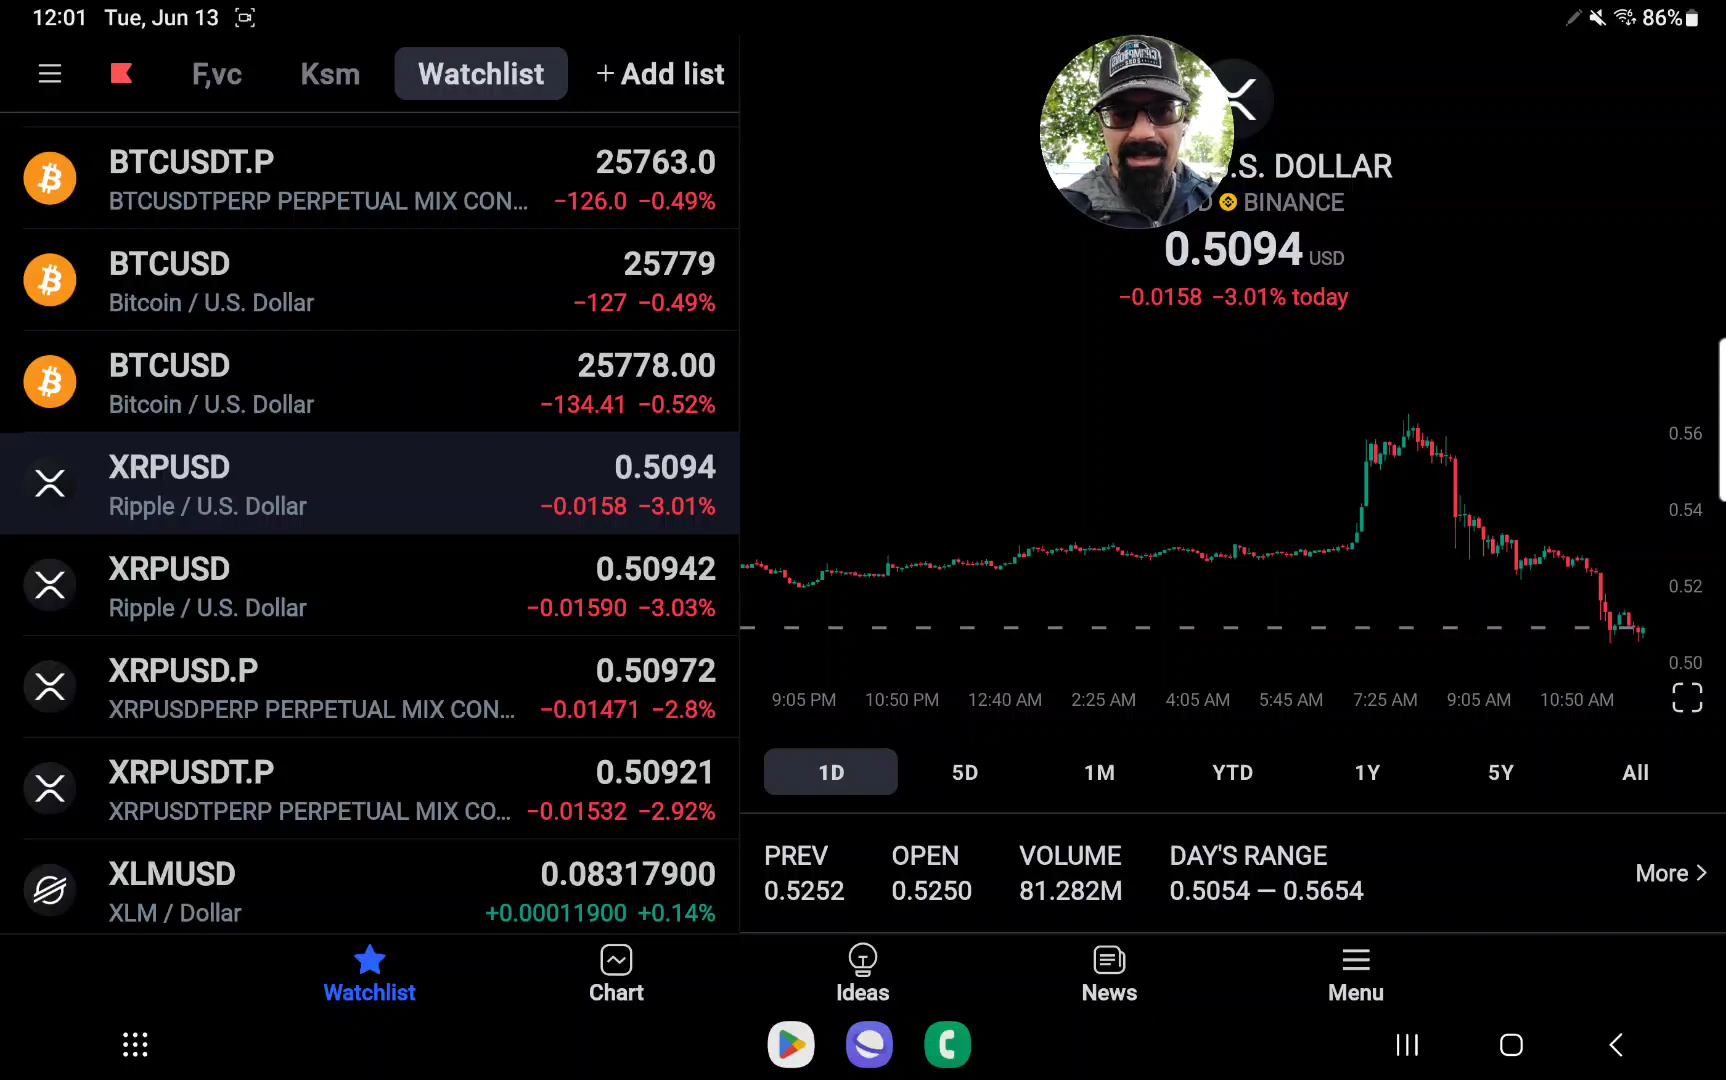 12:01 Tue, Jun 13
86%
F,vc Ksm Watchlist + Add list
BTCUSDT.P 25763.0
BTCUSDTPERP PERPETUAL MIX CON... −126.0 −0.49%
BTCUSD 25779
Bitcoin / U.S. Dollar −127 −0.49%
BTCUSD 25778.00
Bitcoin / U.S. Dollar −134.41 −0.52%
XRPUSD 0.5094
Ripple / U.S. Dollar −0.0158 −3.01%
XRPUSD 0.50942
Ripple / U.S. Dollar −0.01590 −3.03%
XRPUSD.P 0.50972
XRPUSDPERP PERPETUAL MIX CON... −0.01471 −2.8%
XRPUSDT.P 0.50921
XRPUSDTPERP PERPETUAL MIX CO... −0.01532 −2.92%
XLMUSD 0.08317900
XLM / Dollar +0.00011900 +0.14%
.S. DOLLAR
D BINANCE
0.5094 USD
−0.0158 −3.01% today
0.56
0.54
0.52
0.50
9:05 PM 10:50 PM 12:40 AM 2:25 AM 4:05 AM 5:45 AM 7:25 AM 9:05 AM 10:50 AM
1D 5D 1M YTD 1Y 5Y All
PREV OPEN VOLUME DAY'S RANGE
0.5252 0.5250 81.282M 0.5054 — 0.5654
More >
Watchlist Chart Ideas News Menu